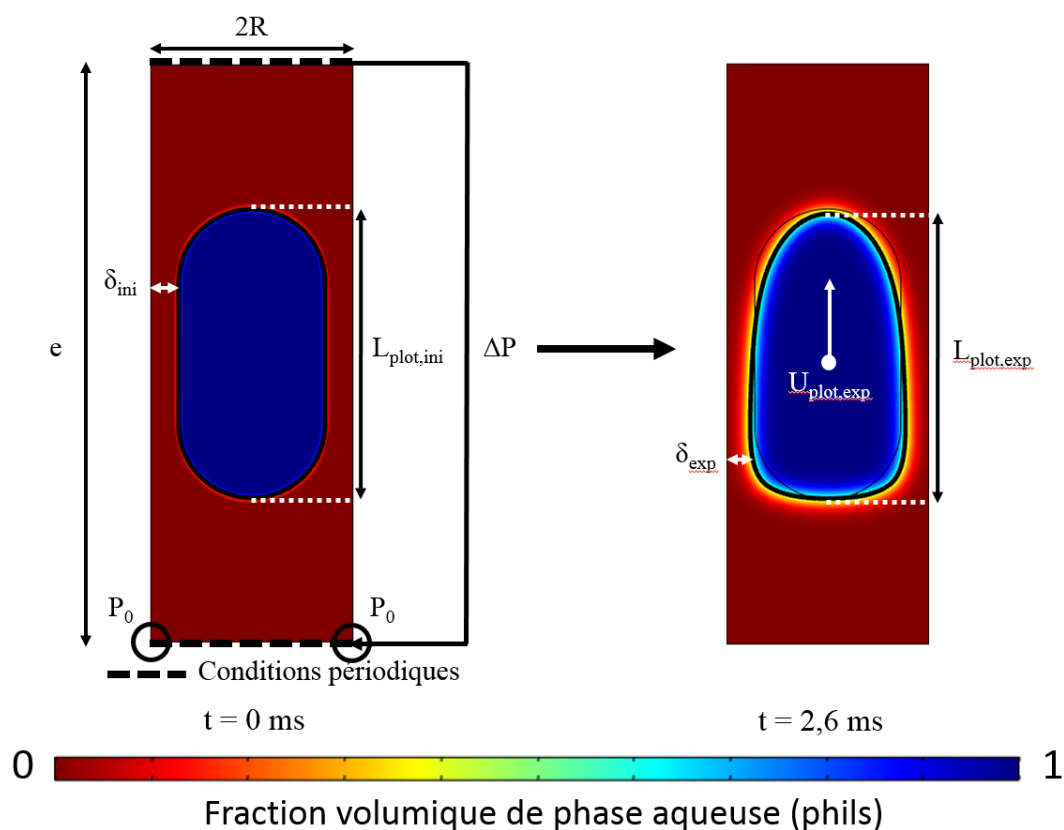 2R
δini
e
Lplot,ini
ΔP
P0
P0
Conditions périodiques
Uplot,exp
Lplot,exp
δexp
t = 0 ms
t = 2,6 ms
0
1
Fraction volumique de phase aqueuse (phils)